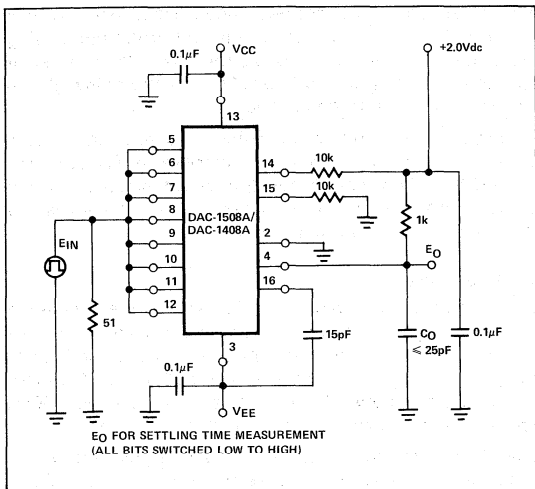 VCC
+2.0Vdc
0.1μF
13
5
6
7
8
9
10
11
12
DAC-1508A/
DAC-1408A
14
10k
15
10k
2
4
16
1k
EO
EIN
51
15pF
CO
≤ 25pF
0.1μF
3
0.1μF
VEE
EO FOR SETTLING TIME MEASUREMENT
(ALL BITS SWITCHED LOW TO HIGH)